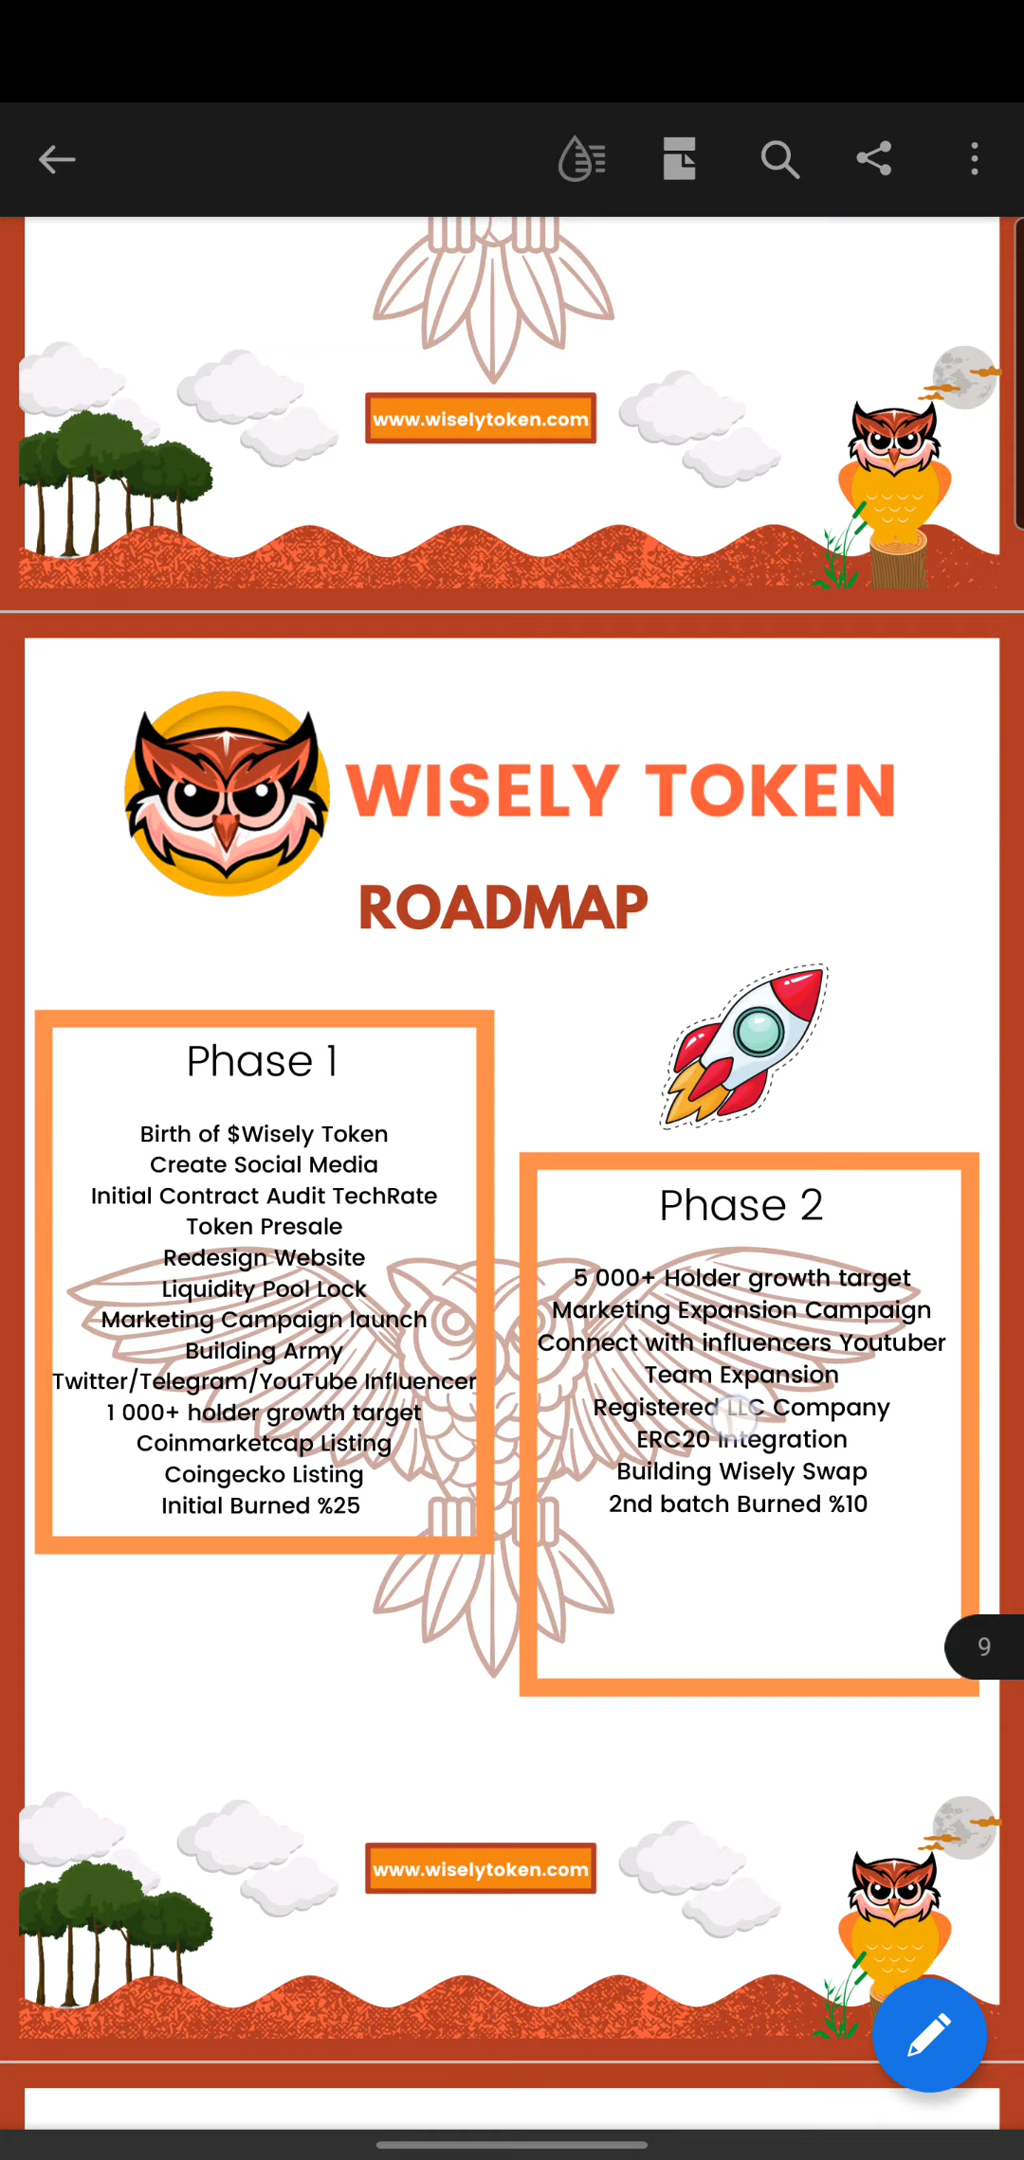 www.wiselytoken.com
WISELY TOKEN
ROADMAP
Phase 1
Birth of $Wisely Token
Create Social Media
Initial Contract Audit TechRate
Token Presale
Redesign Website
Liquidity Pool Lock
Marketing Campaign launch
Building Army
Twitter/Telegram/YouTube Influencer
1 000+ holder growth target
Coinmarketcap Listing
Coingecko Listing
Initial Burned %25
Phase 2
5 000+ Holder growth target
Marketing Expansion Campaign
Connect with influencers Youtuber
Team Expansion
Registered LLC Company
ERC20 Integration
Building Wisely Swap
2nd batch Burned %10
9
www.wiselytoken.com